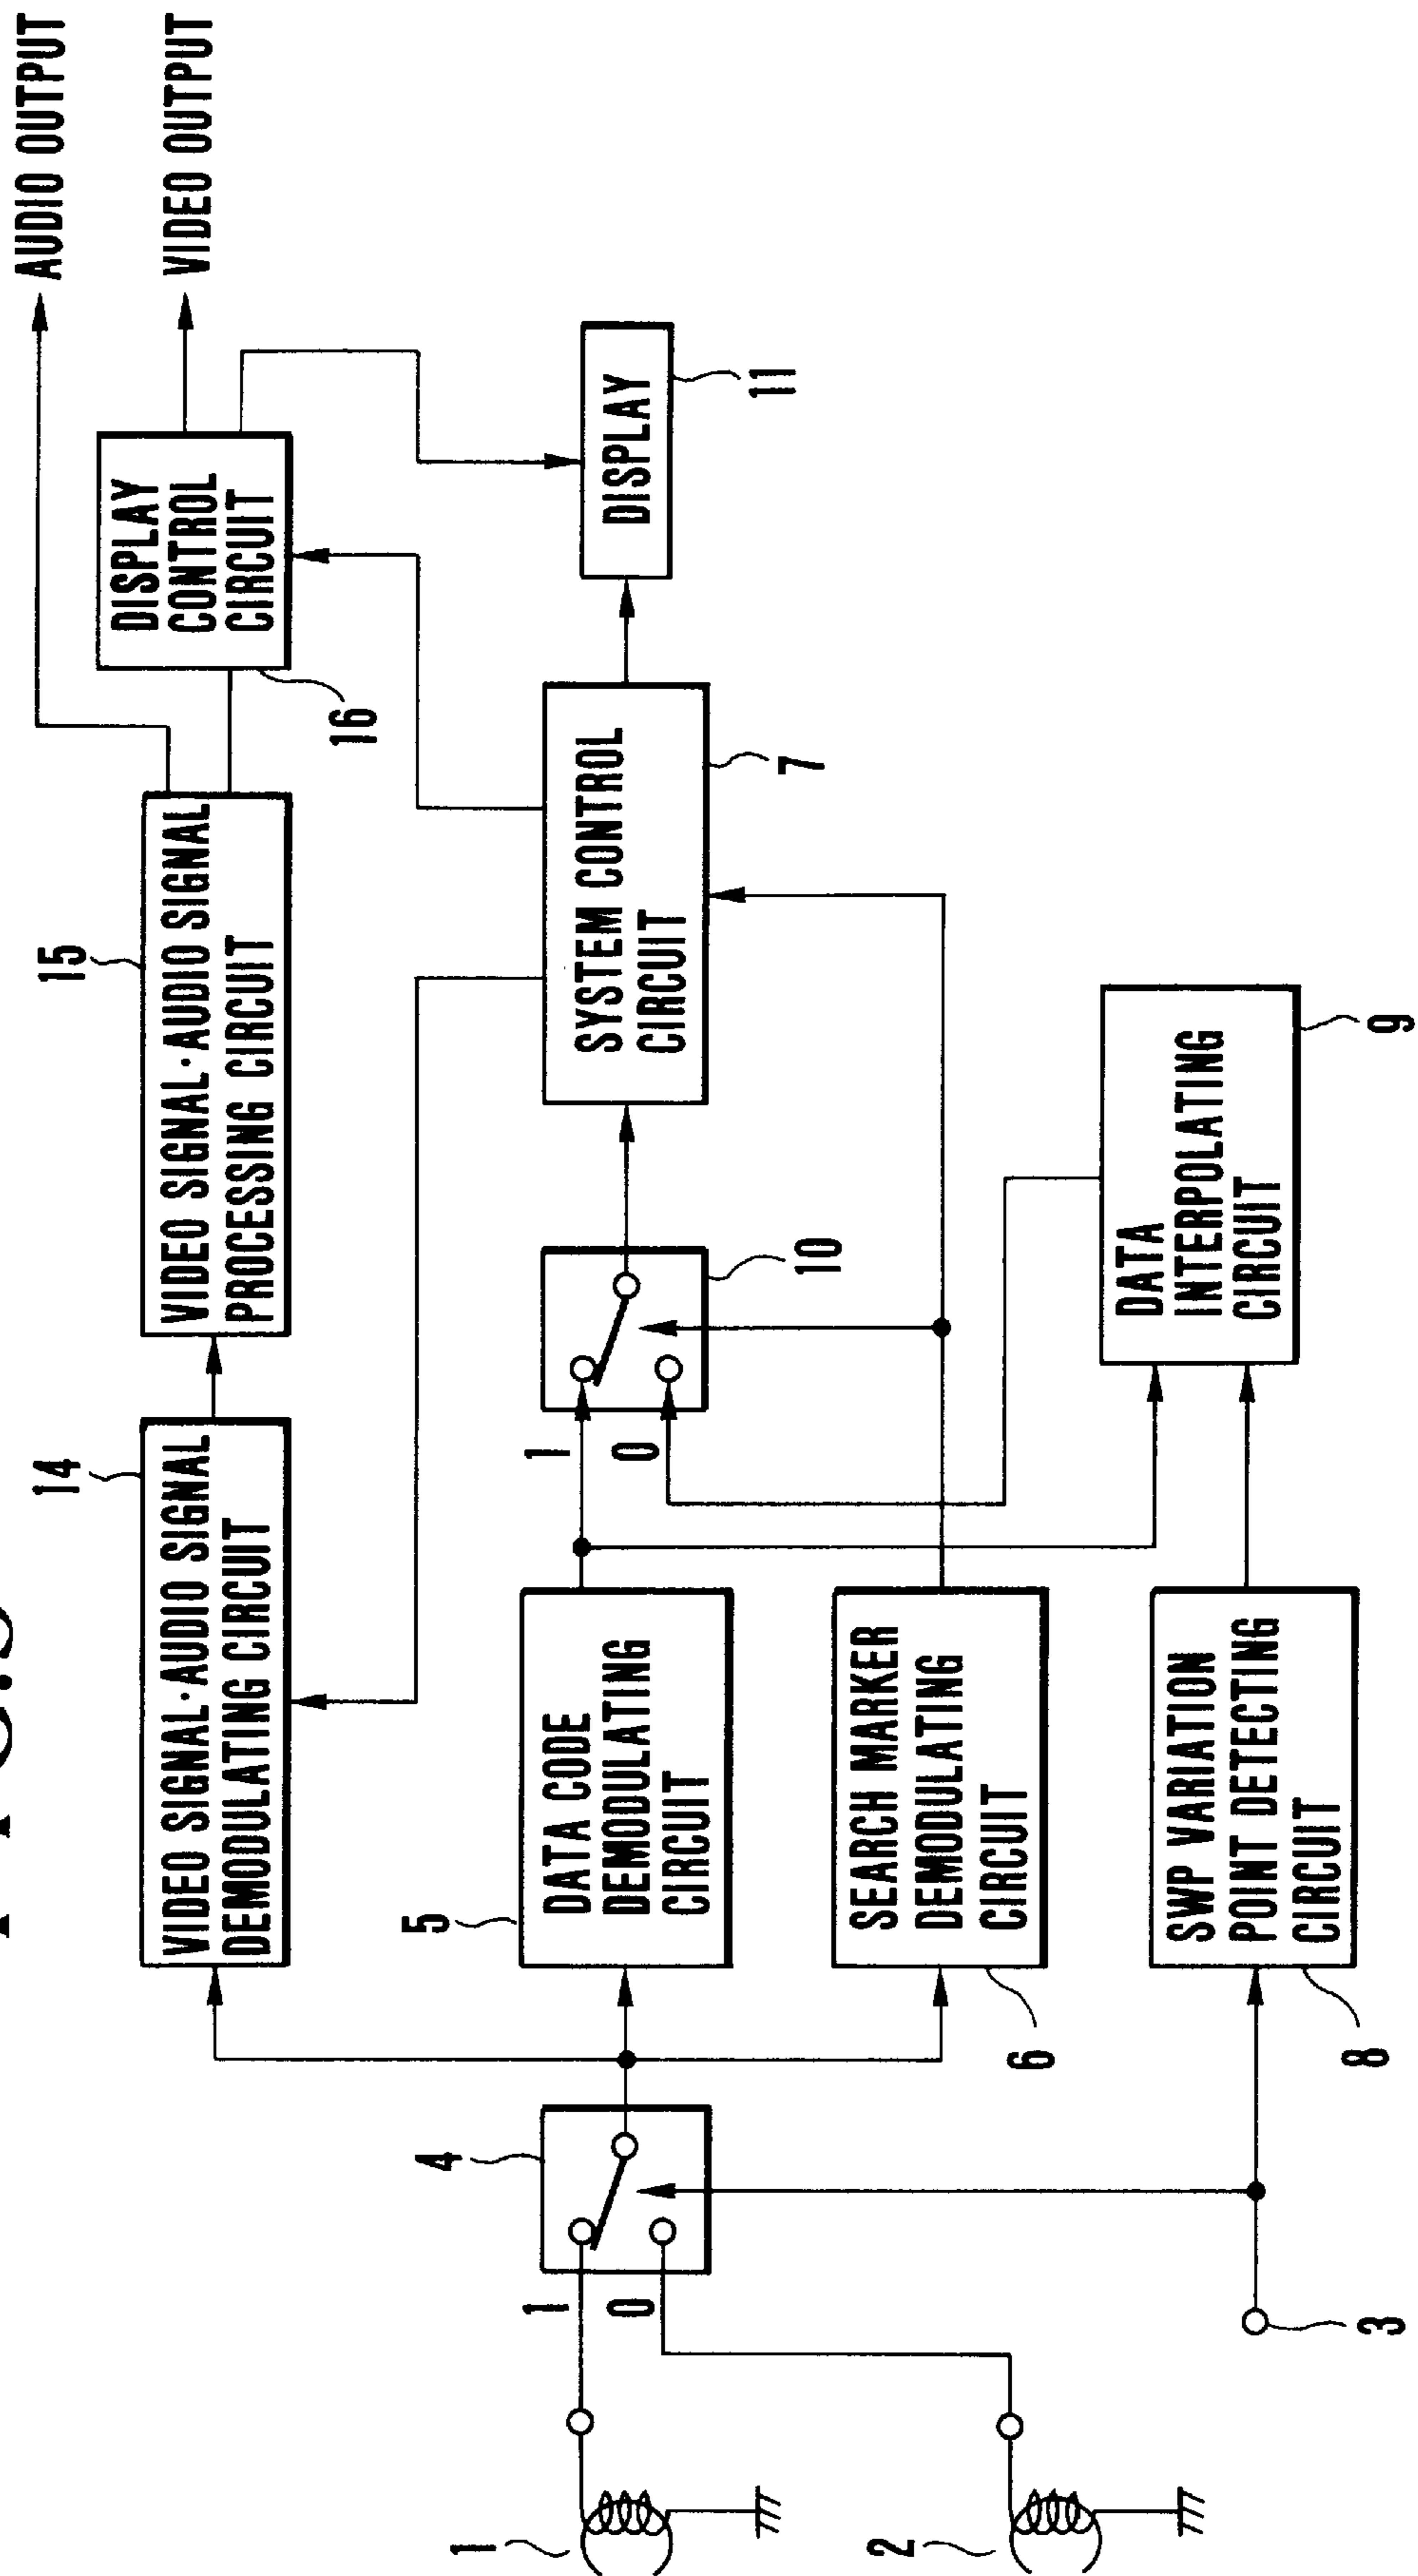 AUDIO OUTPUT
VIDEO OUTPUT
14
VIDEO SIGNAL·AUDIO SIGNAL
DEMODULATING CIRCUIT
15
VIDEO SIGNAL·AUDIO SIGNAL
PROCESSING CIRCUIT
DISPLAY
CONTROL
CIRCUIT
16
5
DATA CODE
DEMODULATING
CIRCUIT
4
1
0
1
0
10
SYSTEM CONTROL
CIRCUIT
7
DISPLAY
11
1
2
SEARCH MARKER
DEMODULATING
CIRCUIT
6
SWP VARIATION
POINT DETECTING
CIRCUIT
8
DATA
INTERPOLATING
CIRCUIT
9
3